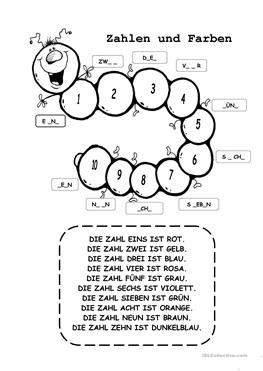 Zahlen und Farben
ZW_ _
D_E_
V_ _R
_ÜN_
E_N_
S_CH_
S_EB_N
_CH_
N_ _N
_E_N
1
2
3
4
5
6
7
8
9
10
DIE ZAHL EINS IST ROT.
DIE ZAHL ZWEI IST GELB.
DIE ZAHL DREI IST BLAU.
DIE ZAHL VIER IST ROSA.
DIE ZAHL FÜNF IST GRAU.
DIE ZAHL SECHS IST VIOLETT.
DIE ZAHL SIEBEN IST GRÜN.
DIE ZAHL ACHT IST ORANGE.
DIE ZAHL NEUN IST BRAUN.
DIE ZAHL ZEHN IST DUNKELBLAU.
iSLCollective.com